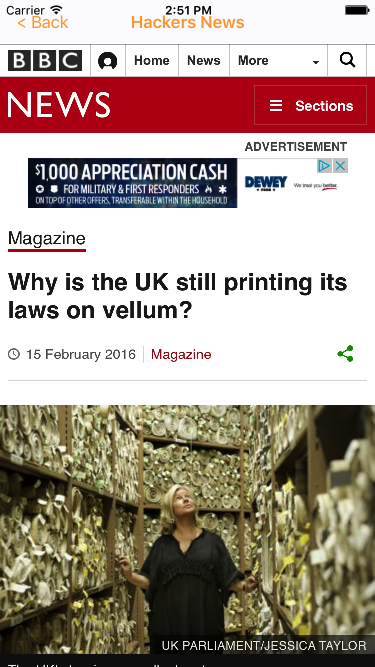 Carrier 2:51 PM
< Back Hackers News
BBC Home News More
NEWS Sections
ADVERTISEMENT
$1,000 APPRECIATION CASH
FOR MILITARY & FIRST RESPONDERS
ON TOP OF OTHER OFFERS, TRANSFERABLE WITHIN THE HOUSEHOLD
DEWEY
FORD
We treat you better.
Magazine
Why is the UK still printing its
laws on vellum?
15 February 2016 Magazine
UK PARLIAMENT/JESSICA TAYLOR